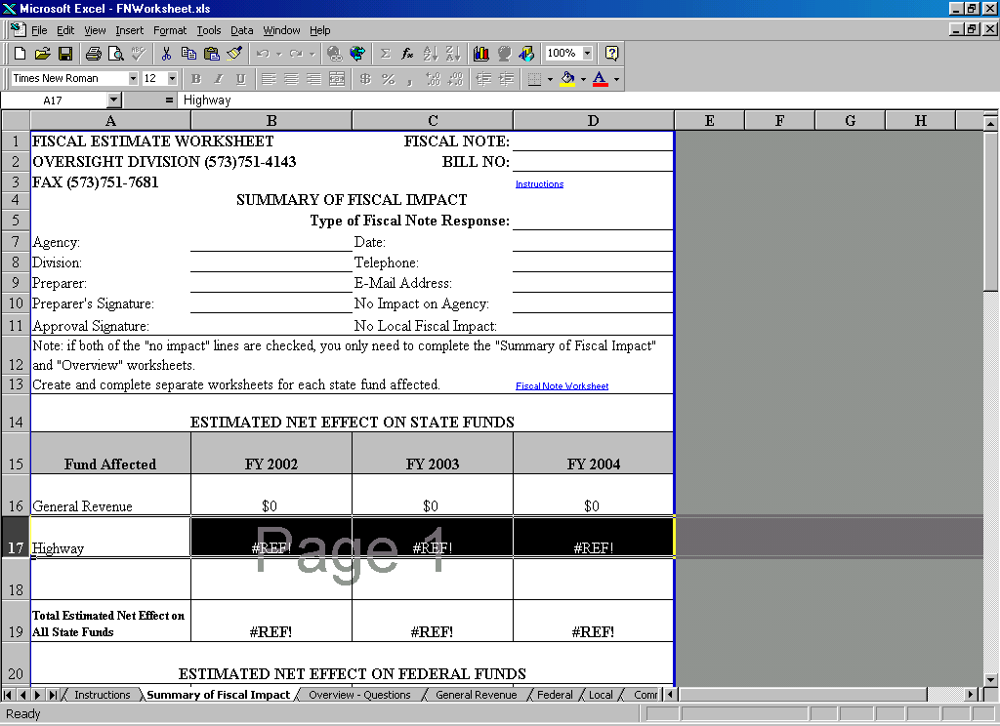 Microsoft Excel - FNWorksheet.xls
File Edit View Insert Format Tools Data Window Help
100%
Times New Roman 12 B I U $ % ,
A17 = Highway
A B C D E F G H
1 FISCAL ESTIMATE WORKSHEET FISCAL NOTE:
2 OVERSIGHT DIVISION (573)751-4143 BILL NO:
3 FAX (573)751-7681 Instructions
4 SUMMARY OF FISCAL IMPACT
5 Type of Fiscal Note Response:
7 Agency: Date:
8 Division: Telephone:
9 Preparer: E-Mail Address:
10 Preparer's Signature: No Impact on Agency:
11 Approval Signature: No Local Fiscal Impact:
Note: if both of the "no impact" lines are checked, you only need to complete the "Summary of Fiscal Impact"
12 and "Overview" worksheets.
13 Create and complete separate worksheets for each state fund affected. Fiscal Note Worksheet
14 ESTIMATED NET EFFECT ON STATE FUNDS
15 Fund Affected FY 2002 FY 2003 FY 2004
16 General Revenue $0 $0 $0
17 Highway #REF! #REF! #REF!
Page 1
18
Total Estimated Net Effect on
19 All State Funds #REF! #REF! #REF!
20 ESTIMATED NET EFFECT ON FEDERAL FUNDS
Instructions Summary of Fiscal Impact Overview - Questions General Revenue Federal Local Comm
Ready